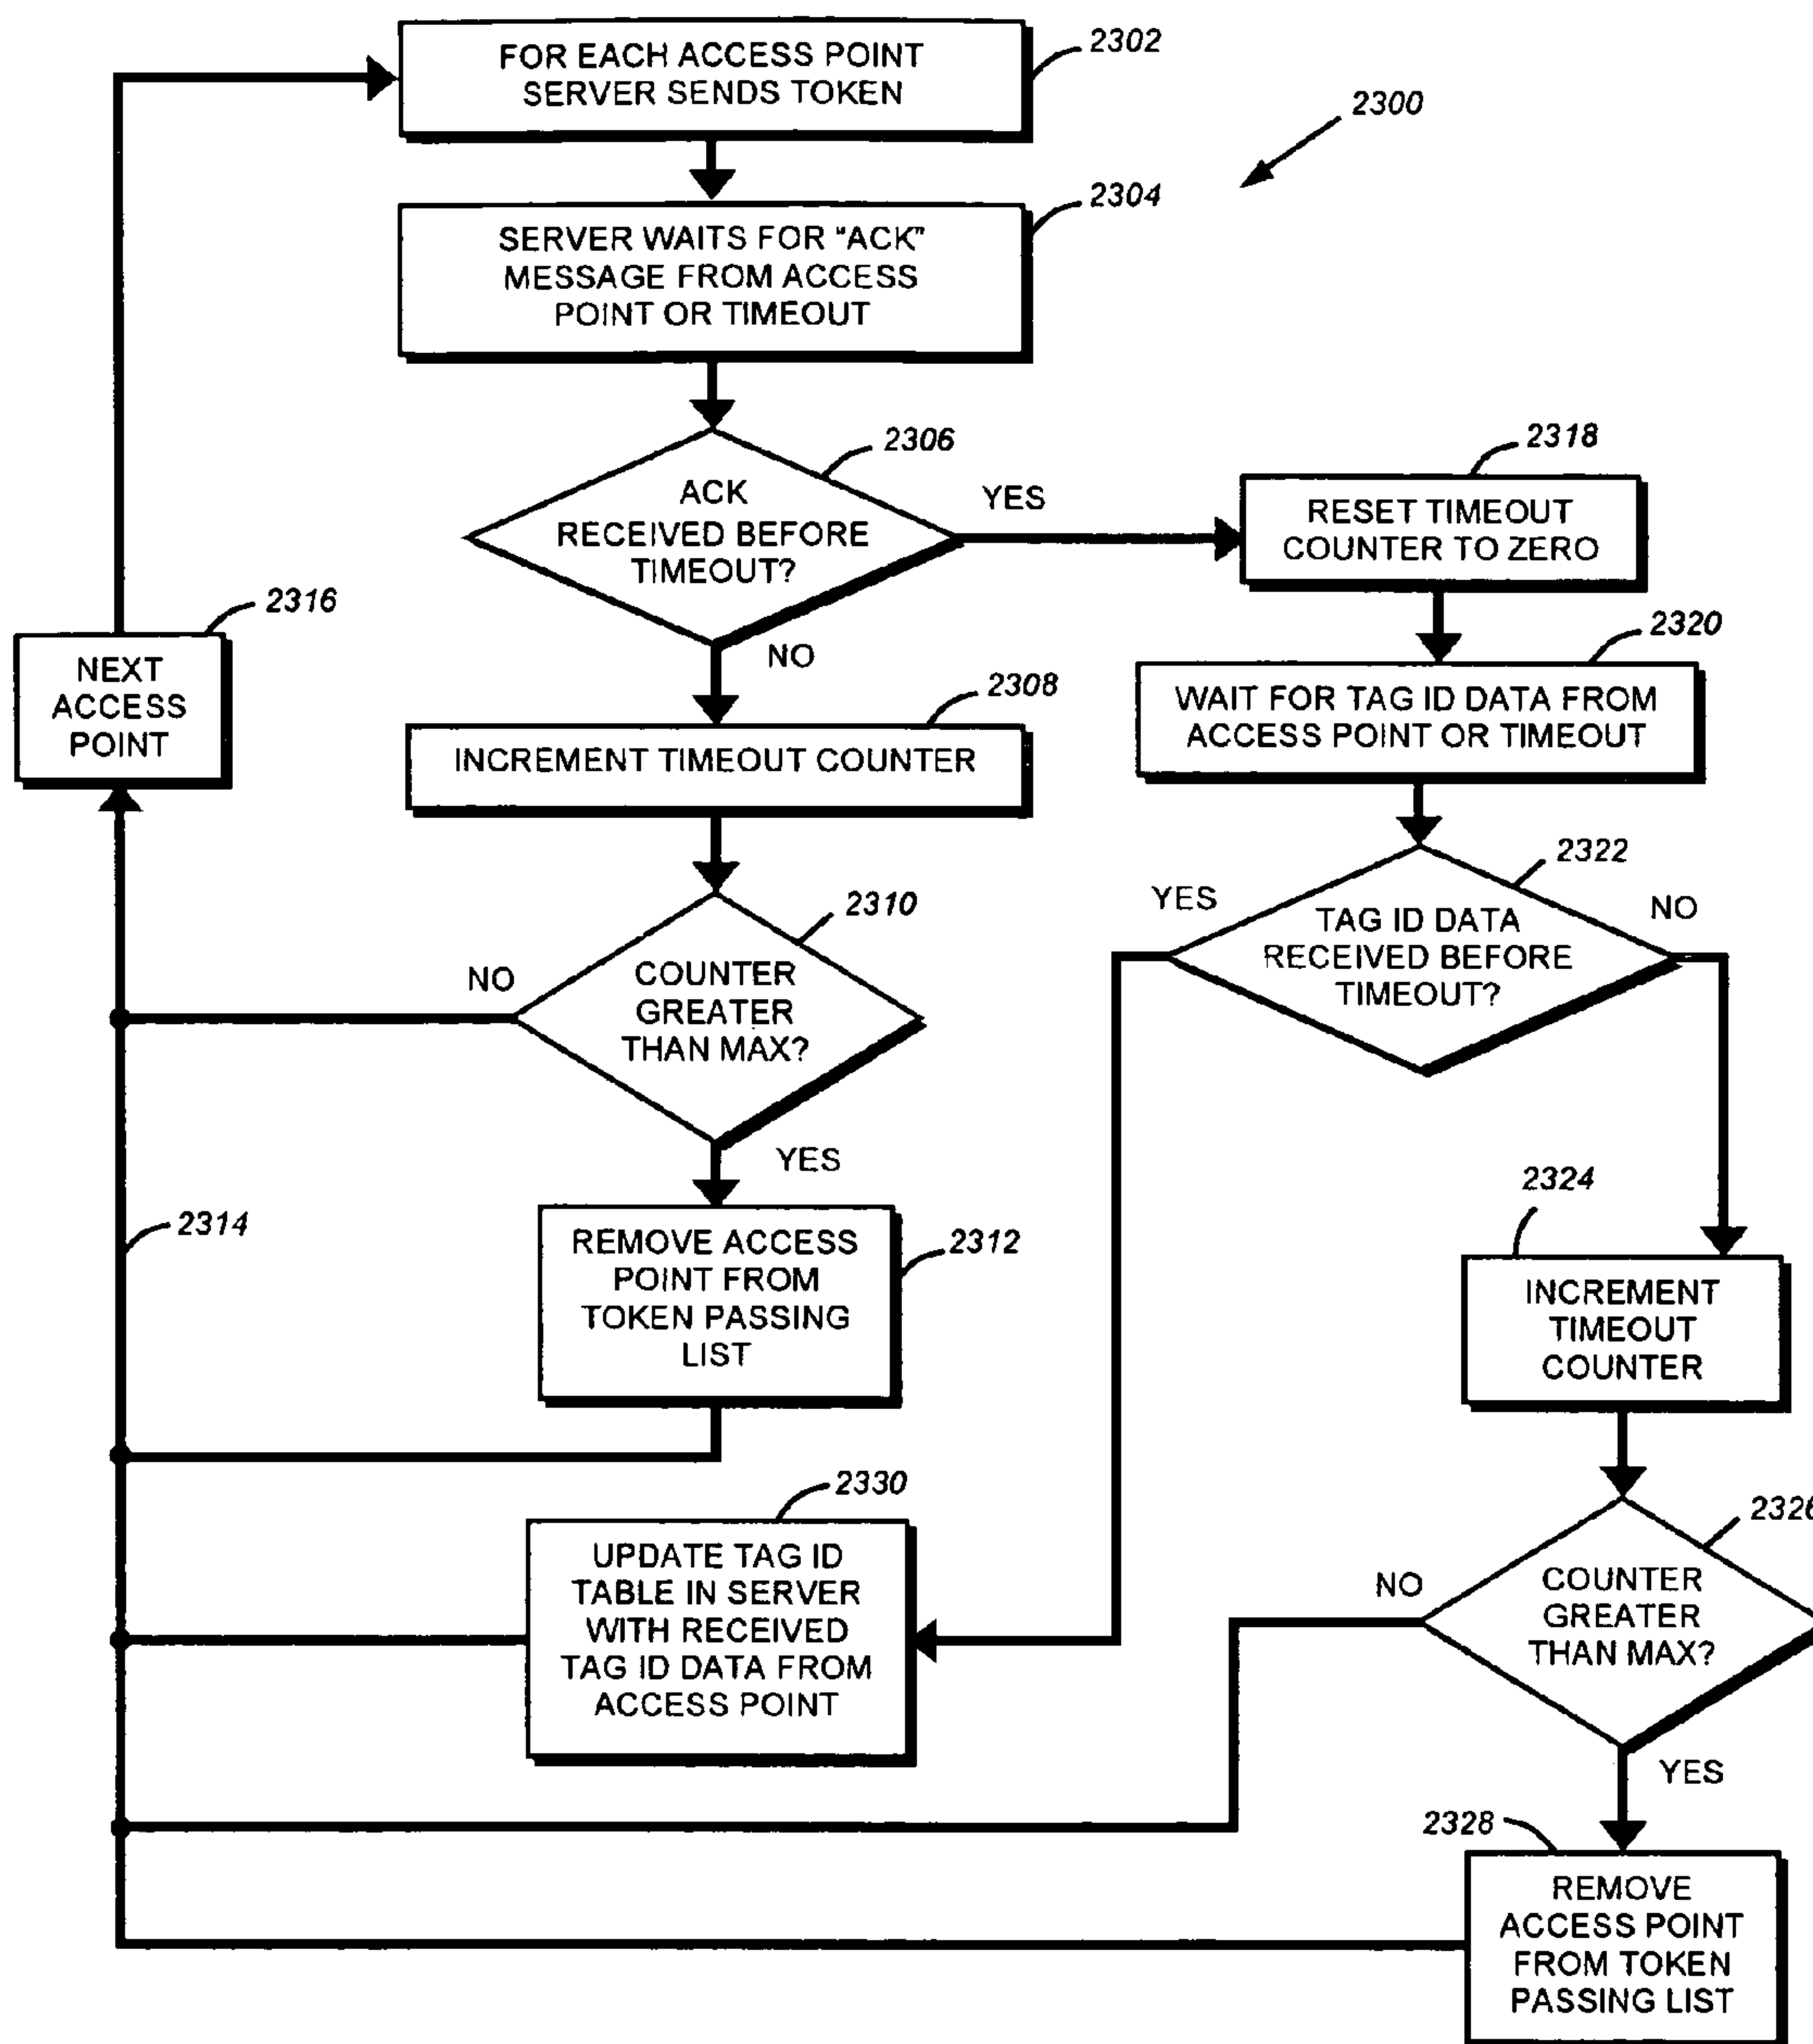 FOR EACH ACCESS POINT
SERVER SENDS TOKEN
2302
2300
SERVER WAITS FOR "ACK"
MESSAGE FROM ACCESS
POINT OR TIMEOUT
2304
ACK
RECEIVED BEFORE
TIMEOUT?
2306
YES
NO
2318
RESET TIMEOUT
COUNTER TO ZERO
2316
NEXT
ACCESS
POINT
2320
WAIT FOR TAG ID DATA FROM
ACCESS POINT OR TIMEOUT
2308
INCREMENT TIMEOUT COUNTER
2322
YES
TAG ID DATA
RECEIVED BEFORE
TIMEOUT?
NO
2310
NO
COUNTER
GREATER
THAN MAX?
YES
2314
REMOVE ACCESS
POINT FROM
TOKEN PASSING
LIST
2312
2324
INCREMENT
TIMEOUT
COUNTER
2330
UPDATE TAG ID
TABLE IN SERVER
WITH RECEIVED
TAG ID DATA FROM
ACCESS POINT
2326
NO
COUNTER
GREATER
THAN MAX?
YES
2328
REMOVE
ACCESS POINT
FROM TOKEN
PASSING LIST